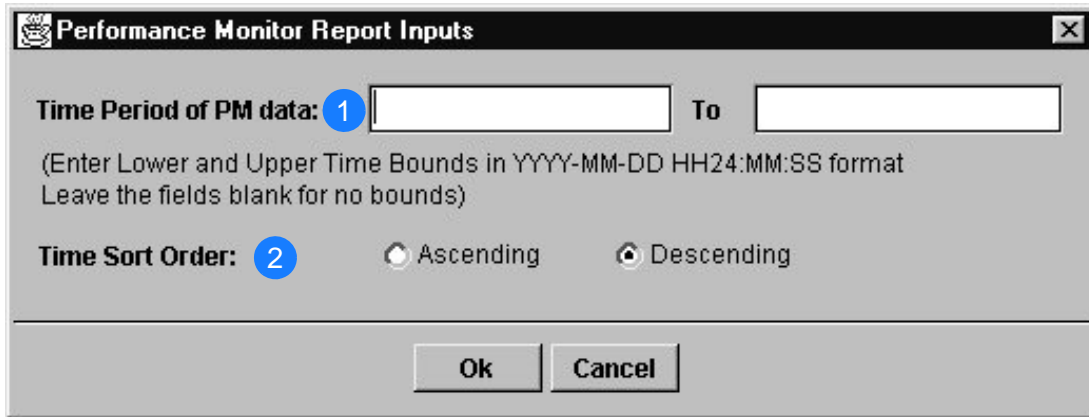 Performance Monitor Report Inputs
Time Period of PM data: 1 To
(Enter Lower and Upper Time Bounds in YYYY-MM-DD HH24:MM:SS format
Leave the fields blank for no bounds)
Time Sort Order: 2 Ascending Descending
Ok Cancel